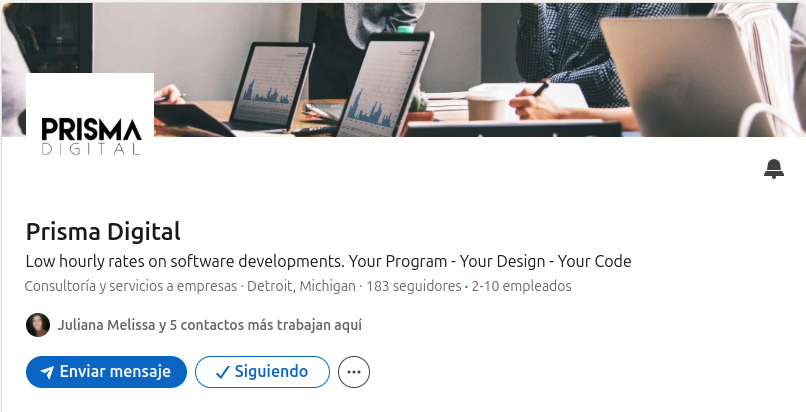 PRISMA
DIGITAL
Prisma Digital
Low hourly rates on software developments. Your Program - Your Design - Your Code
Consultoría y servicios a empresas · Detroit, Michigan · 183 seguidores · 2-10 empleados
Juliana Melissa y 5 contactos más trabajan aquí
Enviar mensaje
Siguiendo